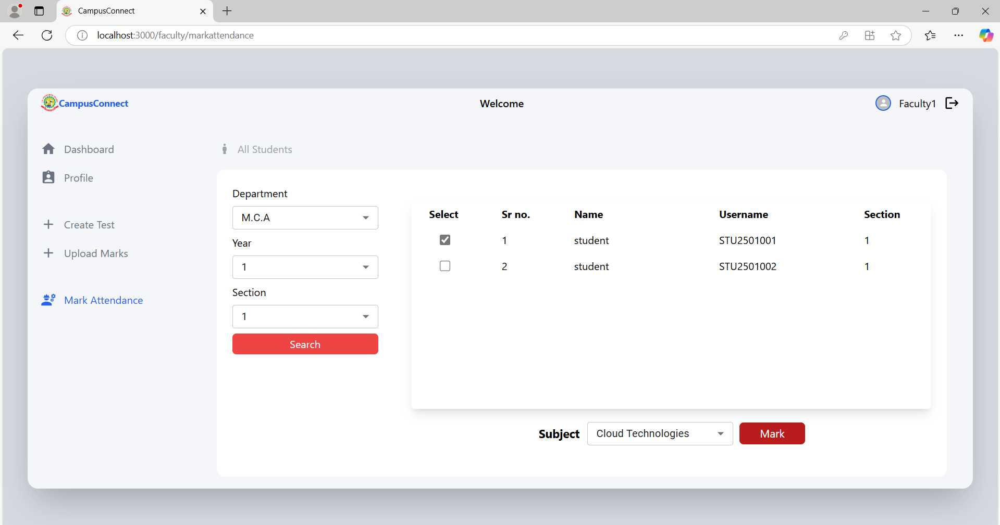 CampusConnect
localhost:3000/faculty/markattendance
CampusConnect
Welcome
Faculty1
Dashboard
Profile
Create Test
Upload Marks
Mark Attendance
All Students
Department
M.C.A
Year
1
Section
1
Search
Select Sr no. Name Username Section
1 student STU2501001 1
2 student STU2501002 1
Subject Cloud Technologies Mark